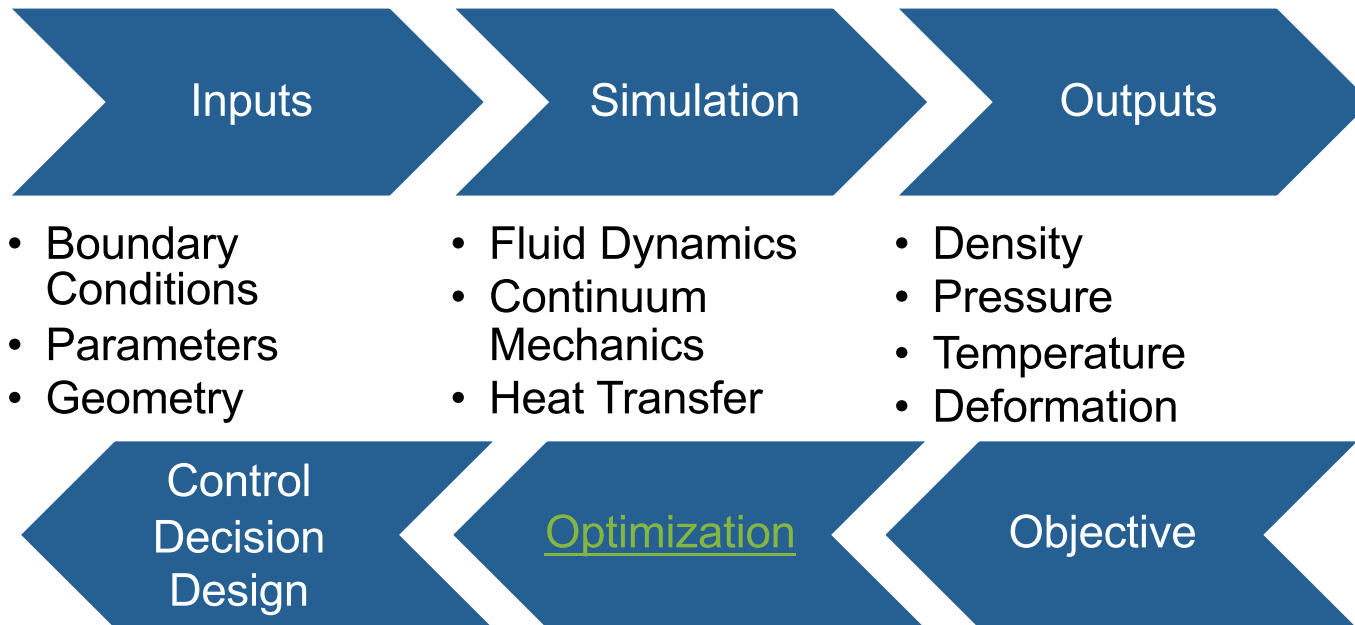 Inputs
Simulation
Outputs
• Boundary
Conditions
• Parameters
• Geometry
• Fluid Dynamics
• Continuum
Mechanics
• Heat Transfer
• Density
• Pressure
• Temperature
• Deformation
Control
Decision
Design
Optimization
Objective